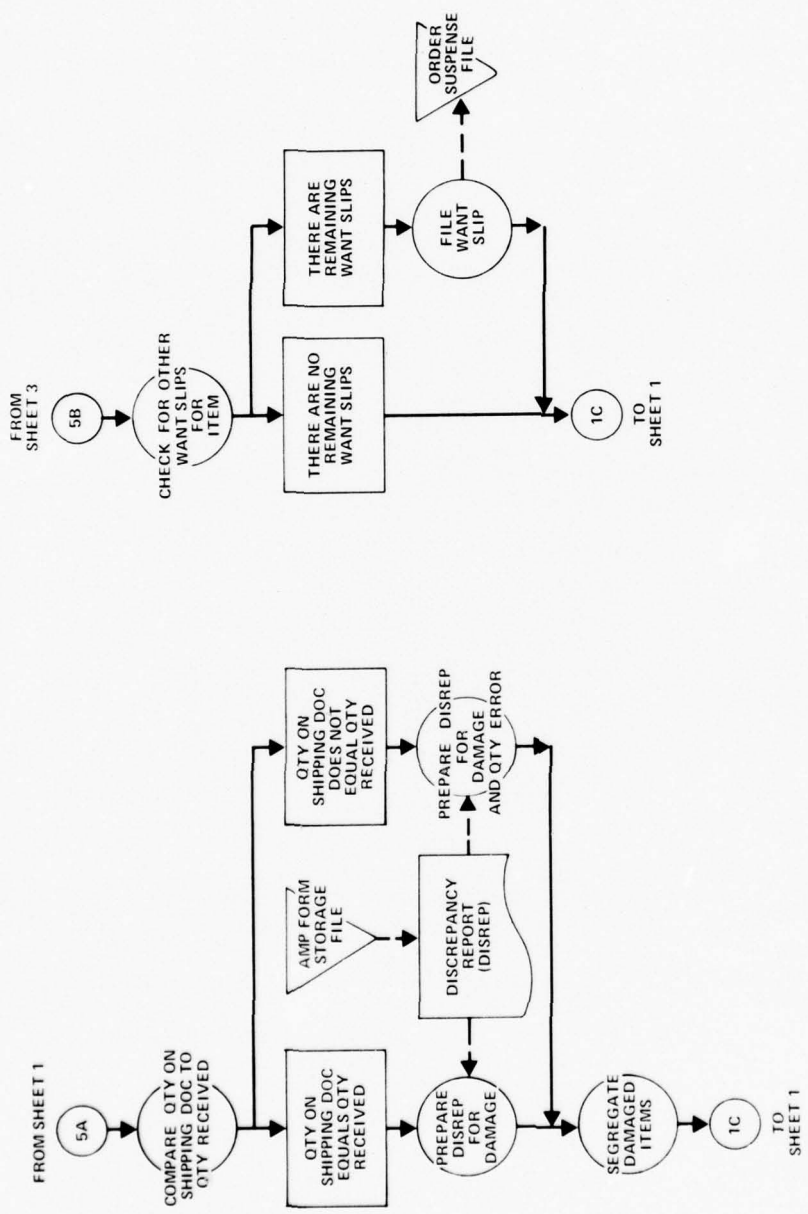 FROM SHEET 1
5A
COMPARE QTY ON
SHIPPING DOC TO
QTY RECEIVED
QTY ON
SHIPPING DOC
EQUALS QTY
RECEIVED
AMP FORM
STORAGE
FILE
QTY ON
SHIPPING DOC
DOES NOT
EQUAL QTY
RECEIVED
PREPARE
DISREP
FOR
DAMAGE
DISCREPANCY
REPORT
(DISREP)
PREPARE DISREP
FOR
DAMAGE
AND QTY ERROR
SEGREGATE
DAMAGED
ITEMS
1C
TO
SHEET 1
FROM
SHEET 3
5B
CHECK FOR OTHER
WANT SLIPS
FOR
ITEM
THERE ARE NO
REMAINING
WANT SLIPS
THERE ARE
REMAINING
WANT SLIPS
FILE
WANT
SLIP
ORDER
SUSPENSE
FILE
1C
TO
SHEET 1